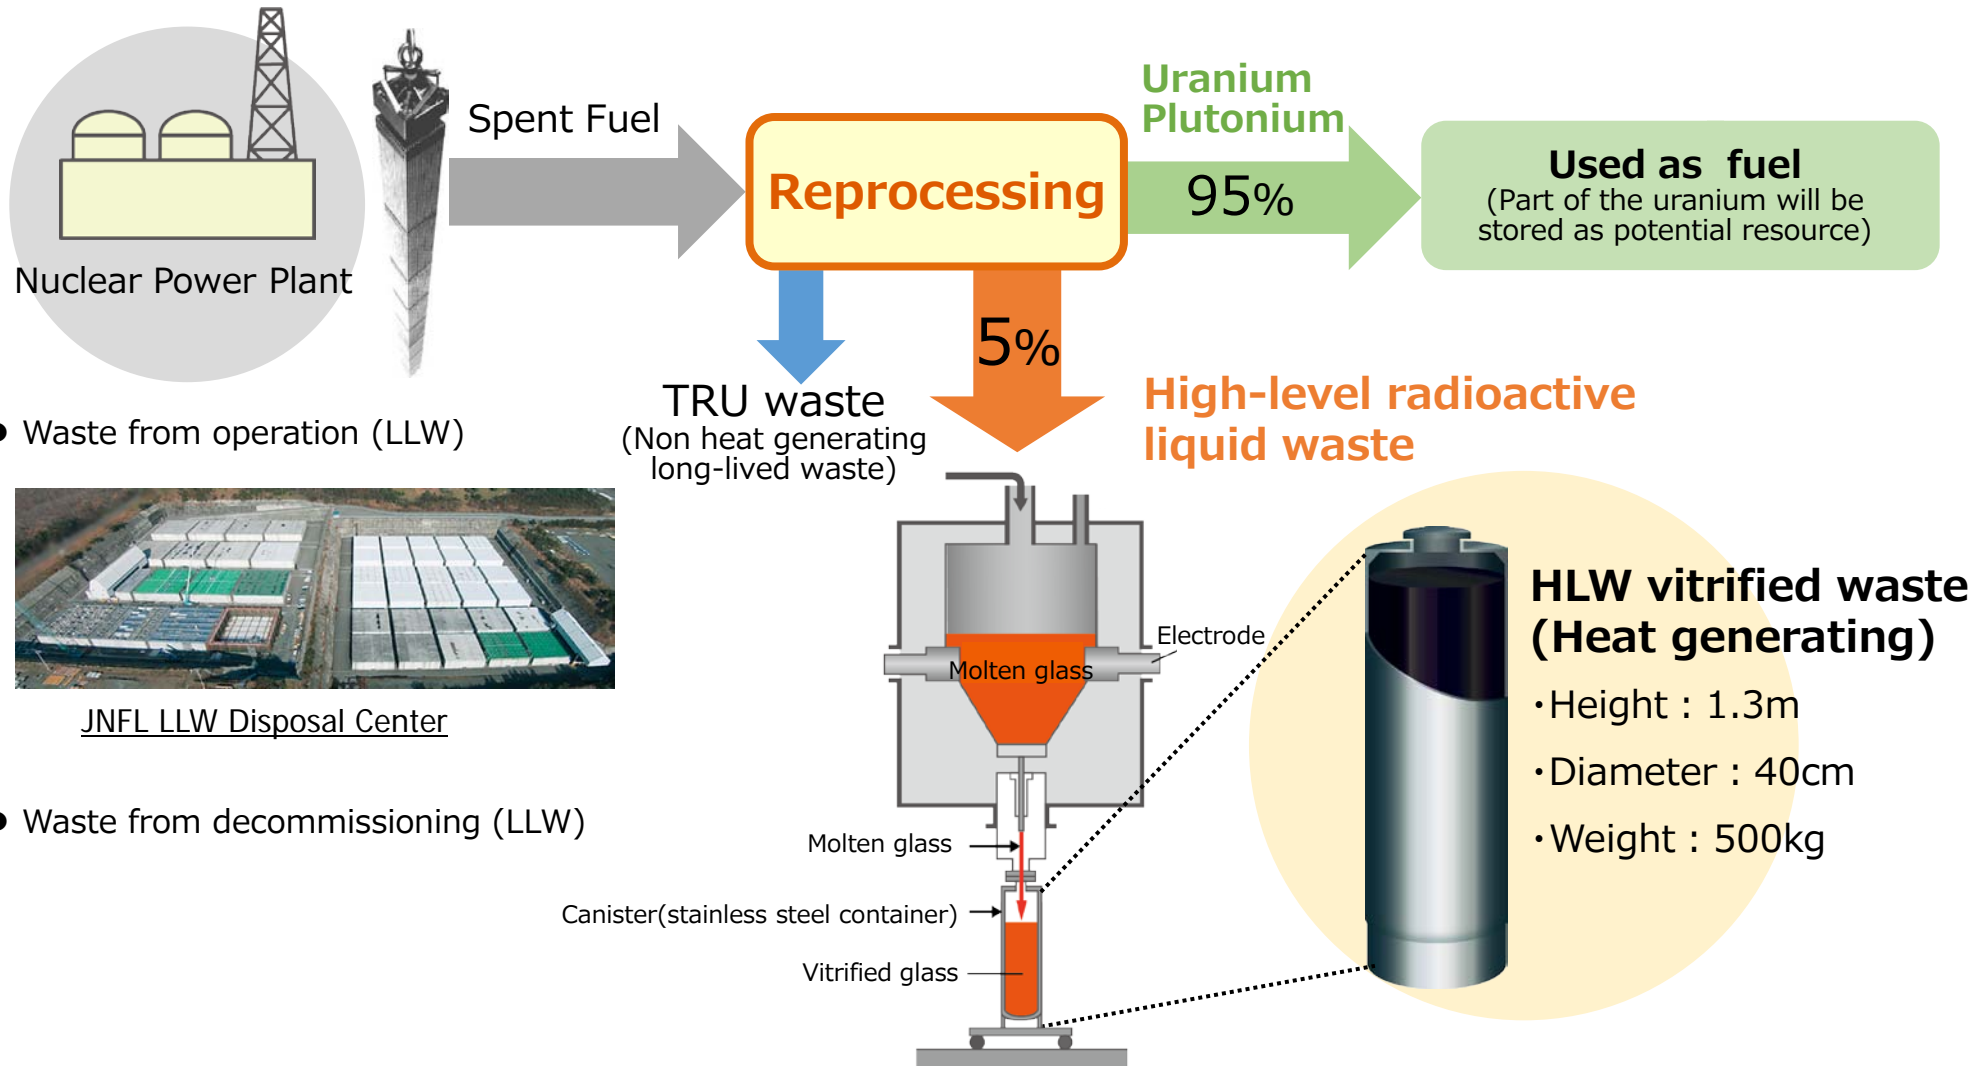 Nuclear Power Plant
Spent Fuel
Reprocessing
Uranium
Plutonium
95%
Used as fuel
(Part of the uranium will be
stored as potential resource)
5%
TRU waste
(Non heat generating
long-lived waste)
High-level radioactive
liquid waste
● Waste from operation (LLW)
JNFL LLW Disposal Center
● Waste from decommissioning (LLW)
Electrode
Molten glass
Molten glass
Canister(stainless steel container)
Vitrified glass
HLW vitrified waste
(Heat generating)
・Height : 1.3m
・Diameter : 40cm
・Weight : 500kg